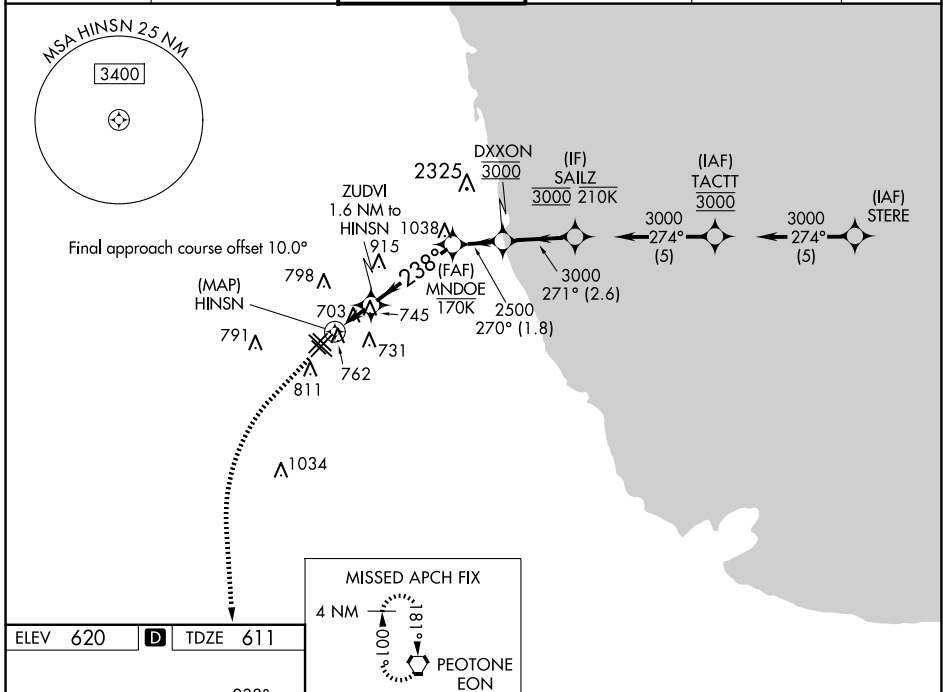 MSA HINSN 25 NM
3400
2325
DXXON
3000
(IF)
SAILZ
3000 210K
(IAF)
TACTT
3000
(IAF)
STERE
ZUDVI
1.6 NM to
HINSN
1038
915
3000
274°
(5)
3000
274°
(5)
Final approach course offset 10.0°
238°
(FAF)
MNDOE
170K
3000
271° (2.6)
2500
270° (1.8)
798
(MAP)
HINSN
703
745
791
731
762
811
1034
MISSED APCH FIX
4 NM
181°
001°
PEOTONE
EON
ELEV 620 D TDZE 611